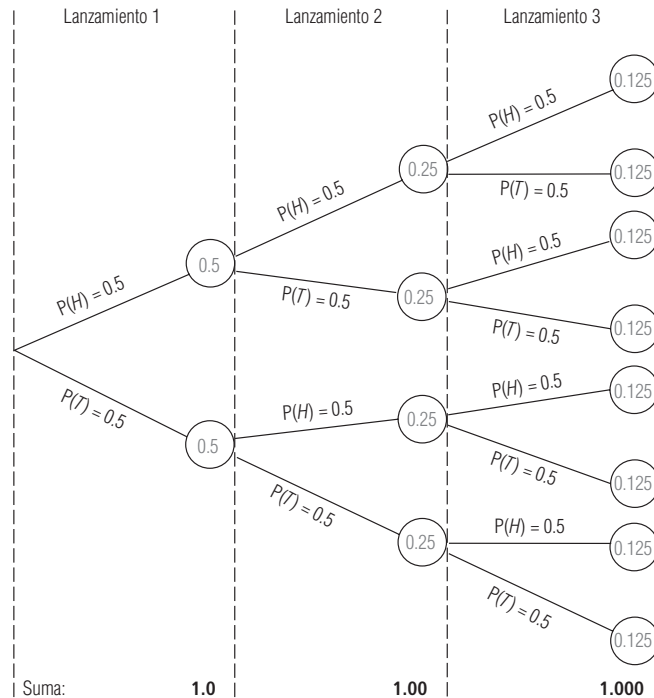 Lanzamiento 1 Lanzamiento 2 Lanzamiento 3
0.125
P(H) = 0.5
0.25
0.125
P(H) = 0.5
P(T) = 0.5
0.125
P(H) = 0.5
0.5
P(H) = 0.5
P(T) = 0.5
0.25
P(T) = 0.5
0.125
P(H) = 0.5
0.125
P(T) = 0.5
P(H) = 0.5
0.25
0.5
P(T) = 0.5
0.125
P(T) = 0.5
P(H) = 0.5
0.25
0.125
P(T) = 0.5
0.125
Suma: 1.0 1.00 1.000